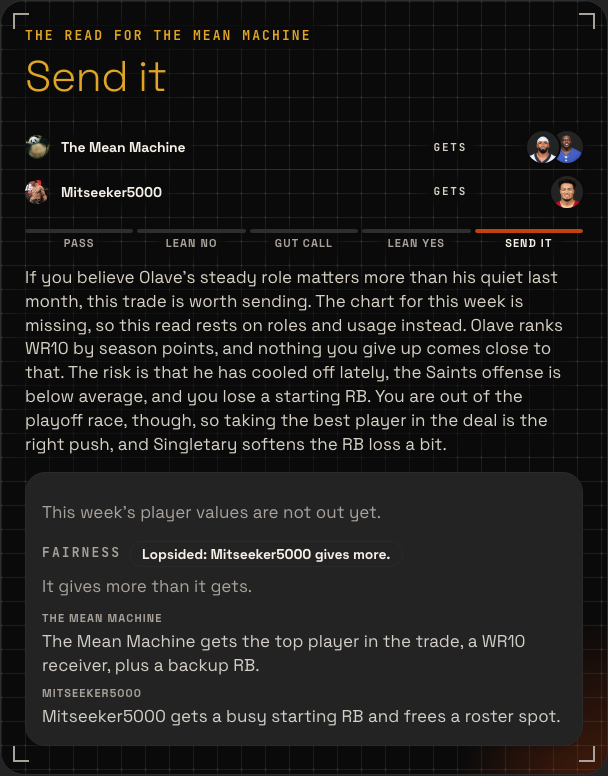 THE READ FOR THE MEAN MACHINE
Send it
The Mean Machine GETS
Mitseeker5000 GETS
PASS LEAN NO GUT CALL LEAN YES SEND IT
If you believe Olave's steady role matters more than his quiet last
month, this trade is worth sending. The chart for this week is
missing, so this read rests on roles and usage instead. Olave ranks
WR10 by season points, and nothing you give up comes close to
that. The risk is that he has cooled off lately, the Saints offense is
below average, and you lose a starting RB. You are out of the
playoff race, though, so taking the best player in the deal is the
right push, and Singletary softens the RB loss a bit.
This week's player values are not out yet.
FAIRNESS Lopsided: Mitseeker5000 gives more.
It gives more than it gets.
THE MEAN MACHINE
The Mean Machine gets the top player in the trade, a WR10
receiver, plus a backup RB.
MITSEEKER5000
Mitseeker5000 gets a busy starting RB and frees a roster spot.